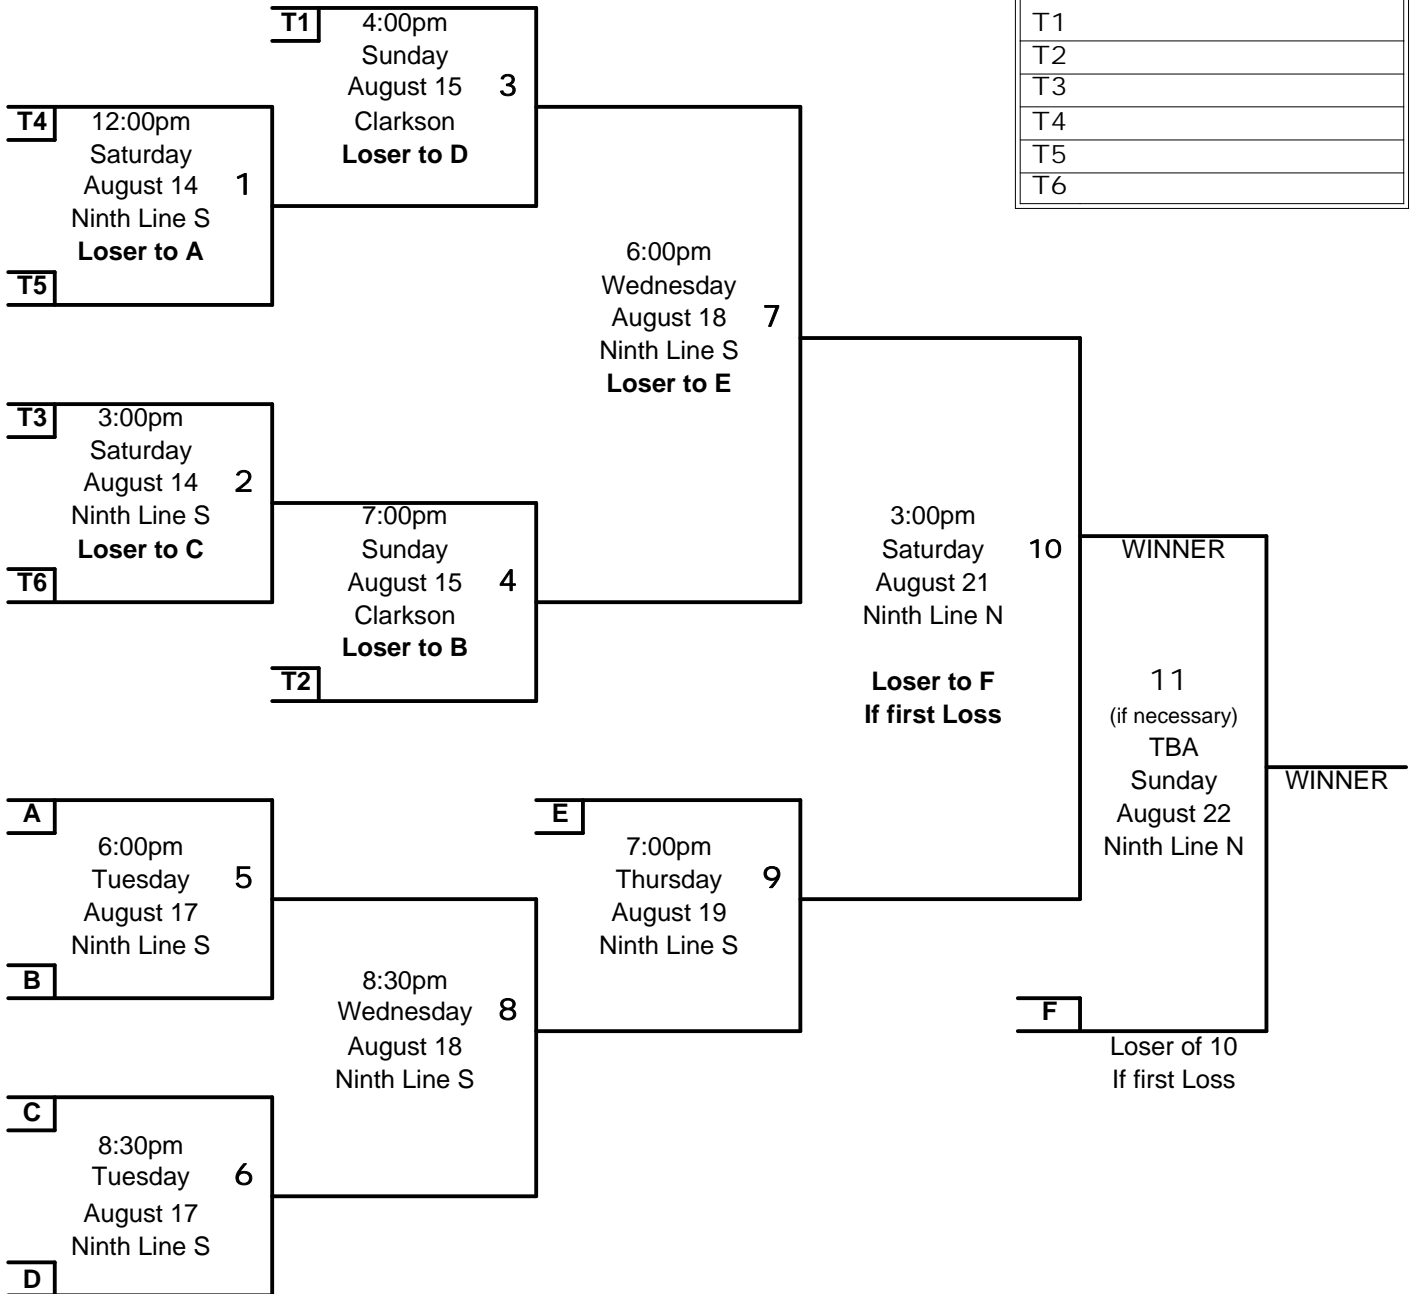 T1
4:00pm
Sunday
August 15
3
Clarkson
Loser to D
T4
12:00pm
Saturday
August 14
1
Ninth Line S
Loser to A
T5
T3
3:00pm
Saturday
August 14
2
Ninth Line S
Loser to C
T6
7:00pm
Sunday
August 15
4
Clarkson
Loser to B
T2
6:00pm
Wednesday
August 18
7
Ninth Line S
Loser to E
3:00pm
Saturday
10
August 21
Ninth Line N
Loser to F
If first Loss
WINNER
11
(if necessary)
TBA
Sunday
August 22
Ninth Line N
WINNER
A
6:00pm
Tuesday
5
August 17
Ninth Line S
B
E
7:00pm
Thursday
9
August 19
Ninth Line S
8:30pm
Wednesday
8
August 18
Ninth Line S
F
Loser of 10
If first Loss
C
8:30pm
Tuesday
6
August 17
Ninth Line S
D
T1
T2
T3
T4
T5
T6